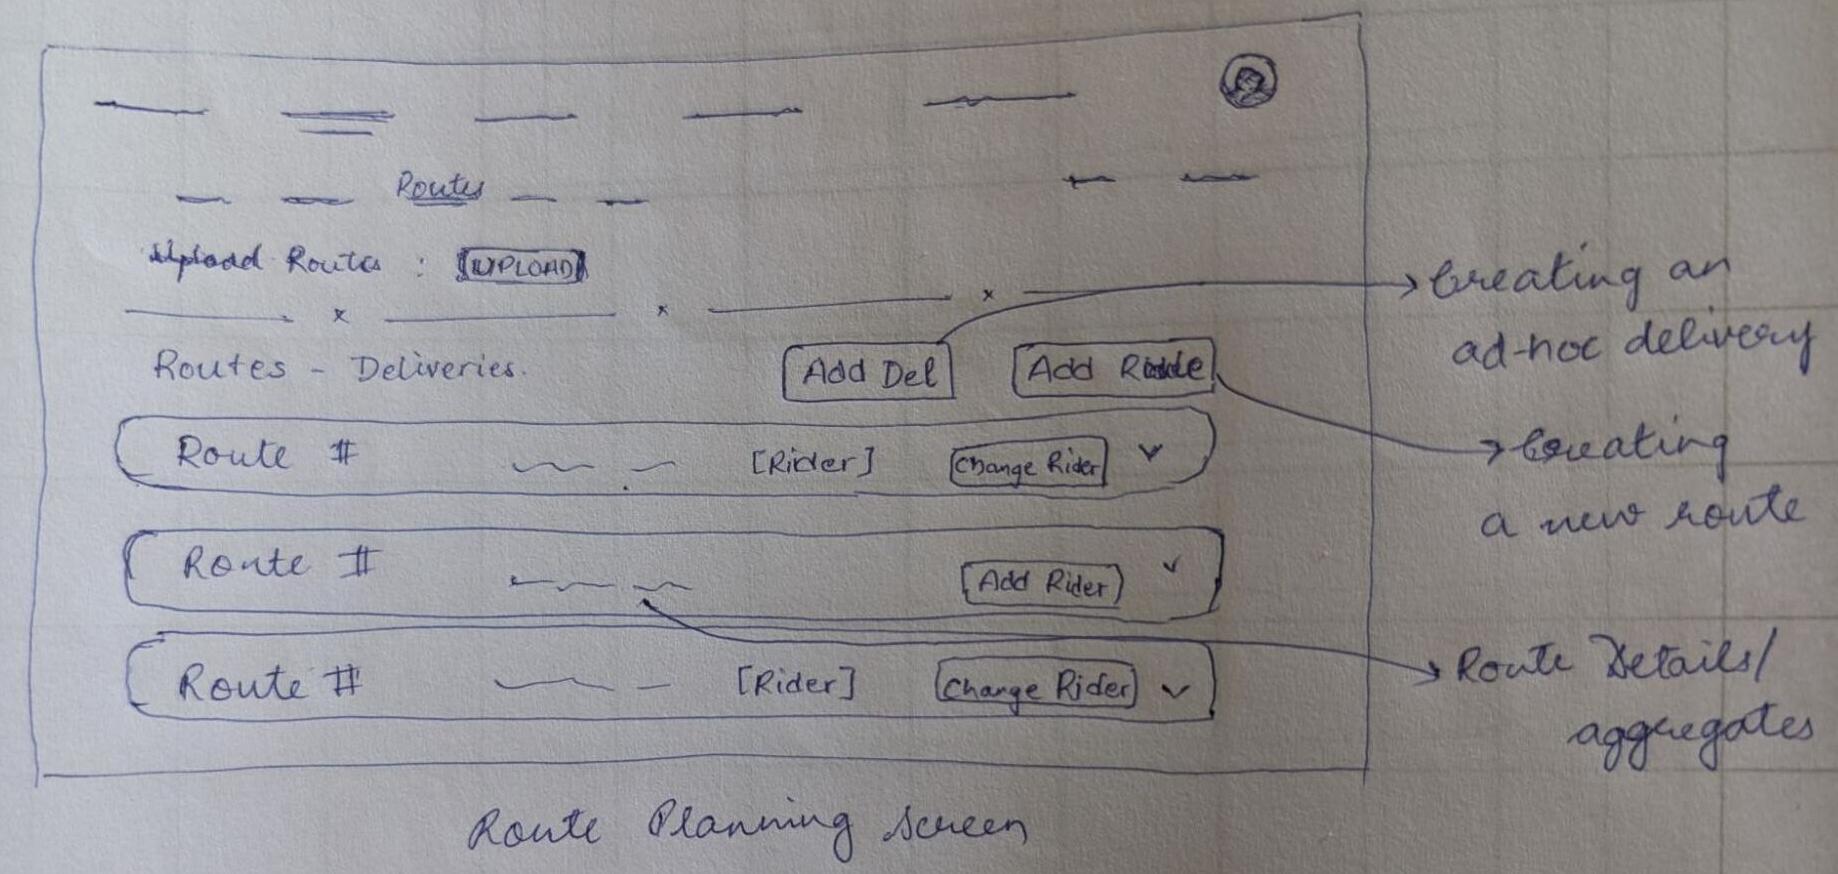 Routes
Upload Routes : UPLOAD
x x x
Routes - Deliveries. Add Del Add Route
Route # [Rider] Change Rider
Route # Add Rider
Route # [Rider] Change Rider
Creating an
ad-hoc delivery
Creating
a new route
Route Details/
aggregates
Route Planning Screen